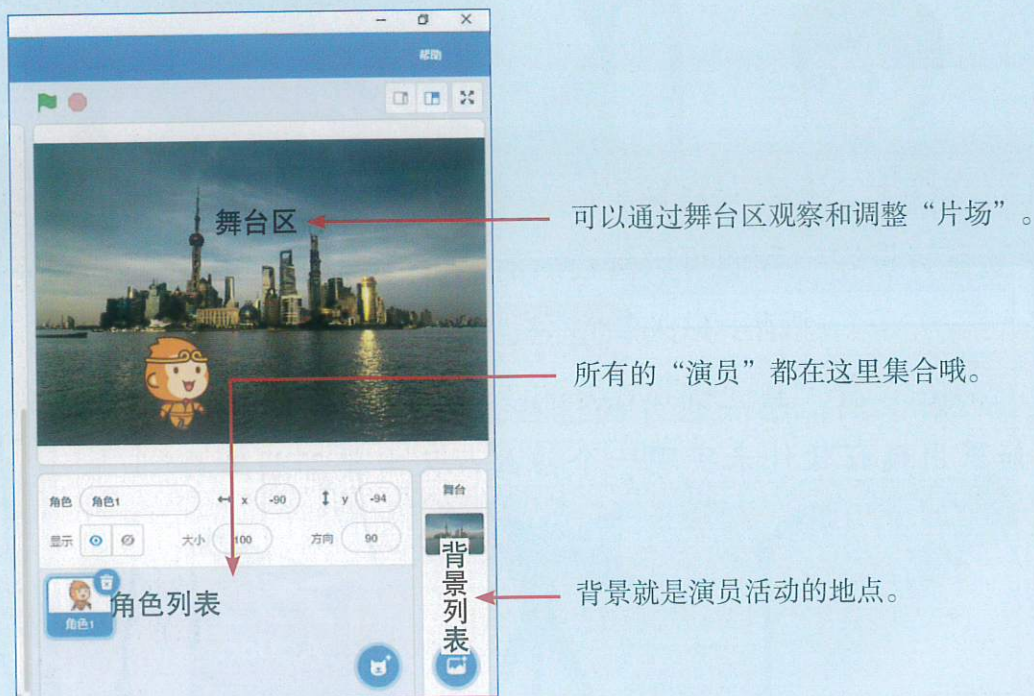 帮助
舞台区
可以通过舞台区观察和调整“片场”。
所有的“演员”都在这里集合哦。
角色 角色1 x -90 y -94
舞台
显示 大小 100 方向 90
角色1
角色列表
背景列表
背景就是演员活动的地点。